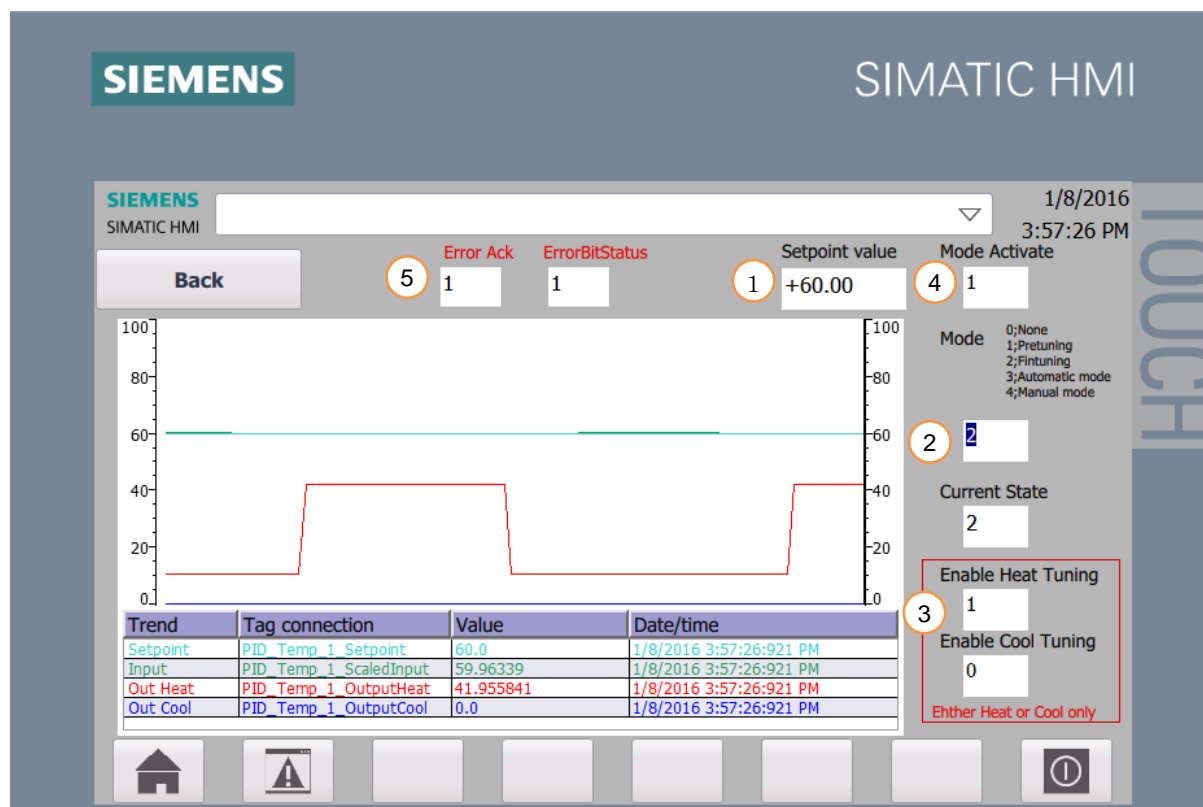 SIEMENS
SIMATIC HMI
TOUCH
SIEMENS
SIMATIC HMI
1/8/2016
3:57:26 PM
Back
5
Error Ack
1
ErrorBitStatus
1
1
Setpoint value
+60.00
4
Mode Activate
1
Mode
0;None
1;Pretuning
2;Fintuning
3;Automatic mode
4;Manual mode
2
2
Current State
2
3
Enable Heat Tuning
1
Enable Cool Tuning
0
Ehther Heat or Cool only
100 100
80 80
60 60
40 40
20 20
0 0
Trend Tag connection Value Date/time
Setpoint PID_Temp_1_Setpoint 60.0 1/8/2016 3:57:26:921 PM
Input PID_Temp_1_ScaledInput 59.96339 1/8/2016 3:57:26:921 PM
Out Heat PID_Temp_1_OutputHeat 41.955841 1/8/2016 3:57:26:921 PM
Out Cool PID_Temp_1_OutputCool 0.0 1/8/2016 3:57:26:921 PM